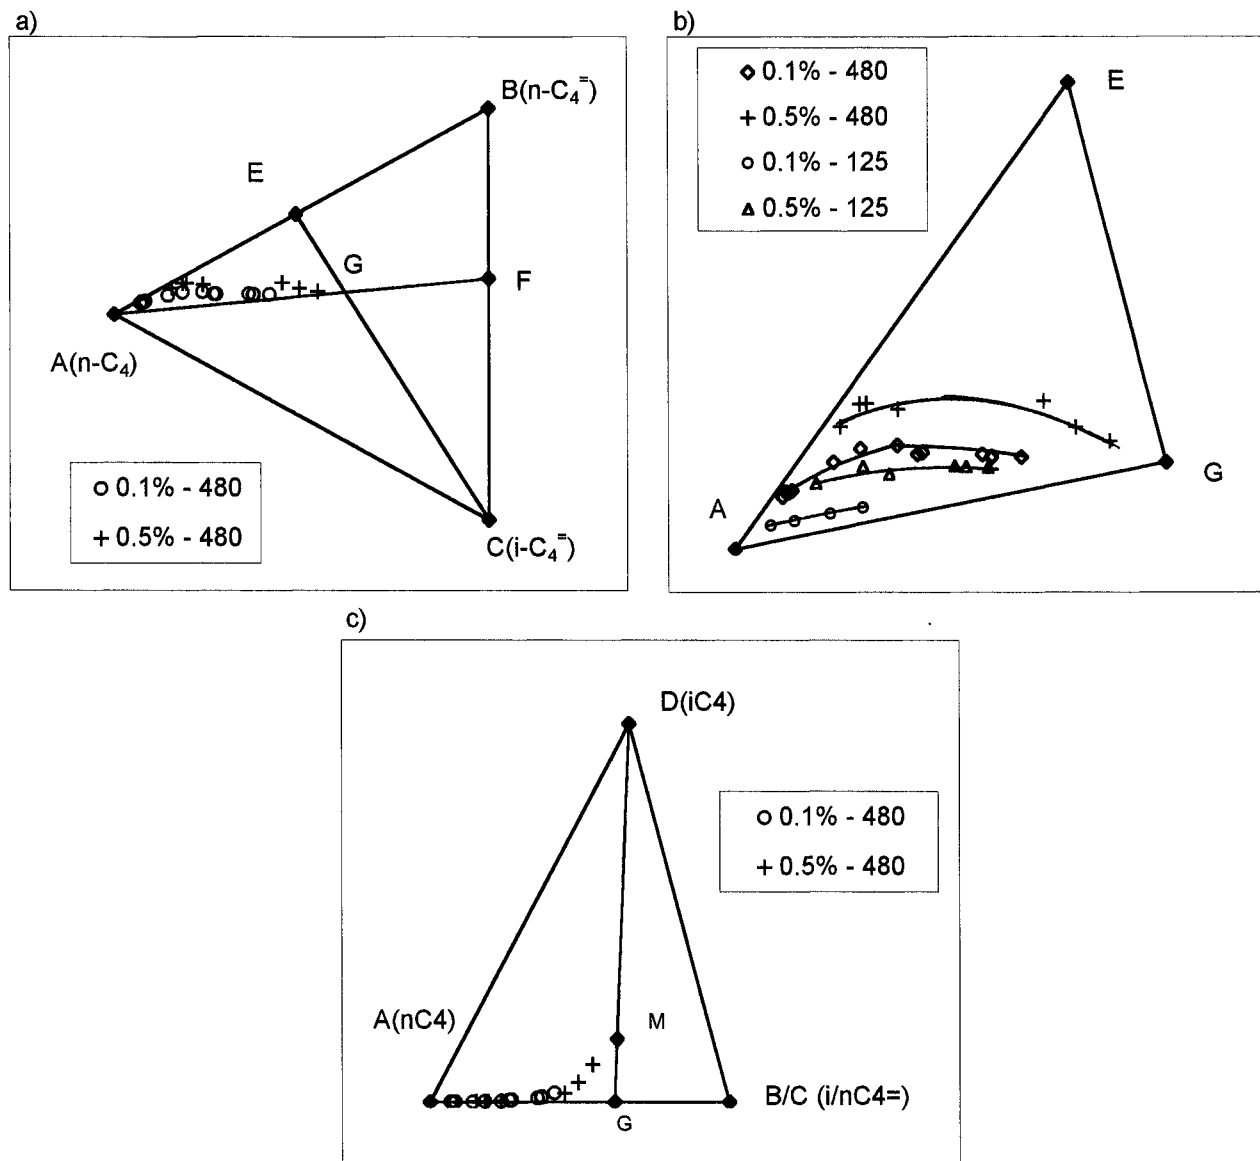 a)
B(n-C₄⁼)
E
G
F
A(n-C₄)
0.1% - 480
0.5% - 480
C(i-C₄⁼)
b)
0.1% - 480
0.5% - 480
0.1% - 125
0.5% - 125
E
A
G
c)
D(iC4)
0.1% - 480
0.5% - 480
A(nC4)
M
B/C (i/nC4=)
G